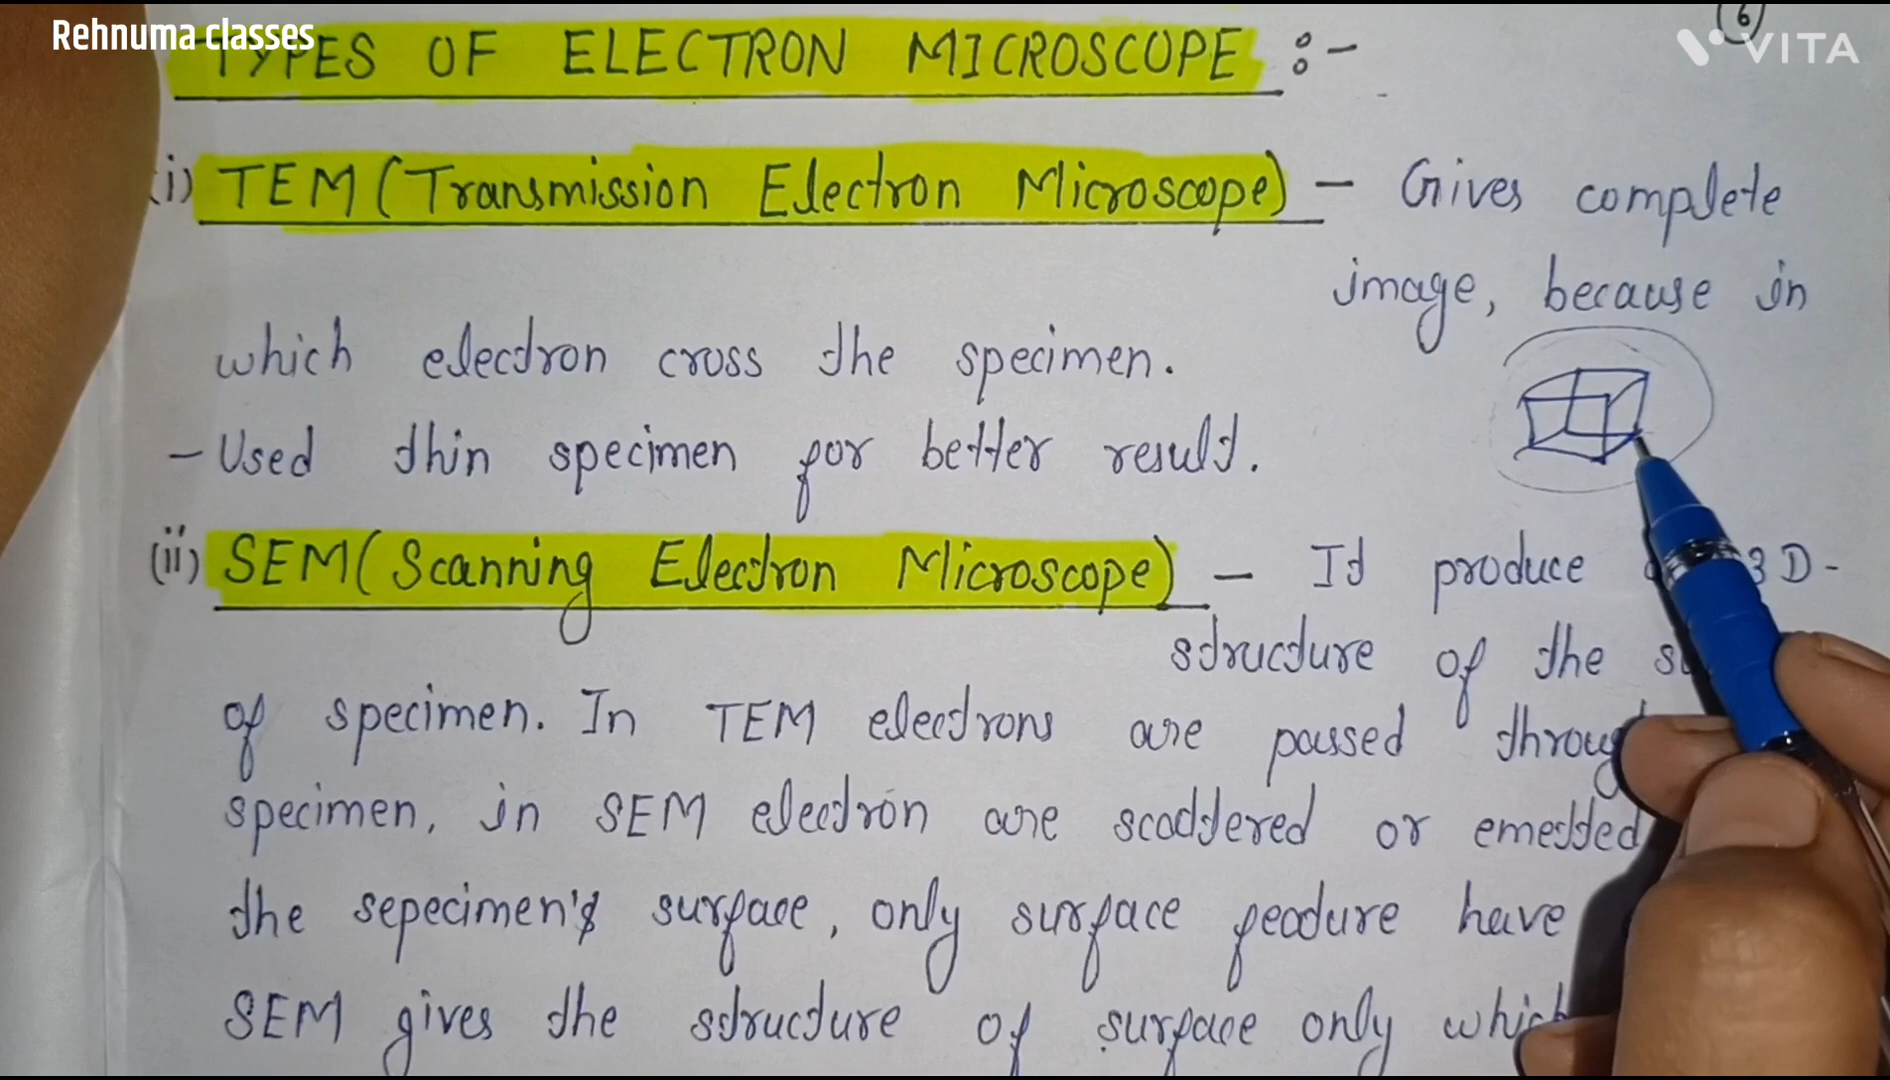 Rehnuma classes
6
VITA
TYPES OF ELECTRON MICROSCOPE :-
(i) TEM (Transmission Electron Microscope) - Gives complete
image, because in
which electron cross the specimen.
- Used thin specimen for better result.
(ii) SEM (Scanning Electron Microscope) - It produce 3D-
structure of the
of specimen. In TEM electrons are passed
specimen, in SEM electron are scattered or emetted
the sepecimen's surface, only surface feature have
SEM gives the structure of surface only